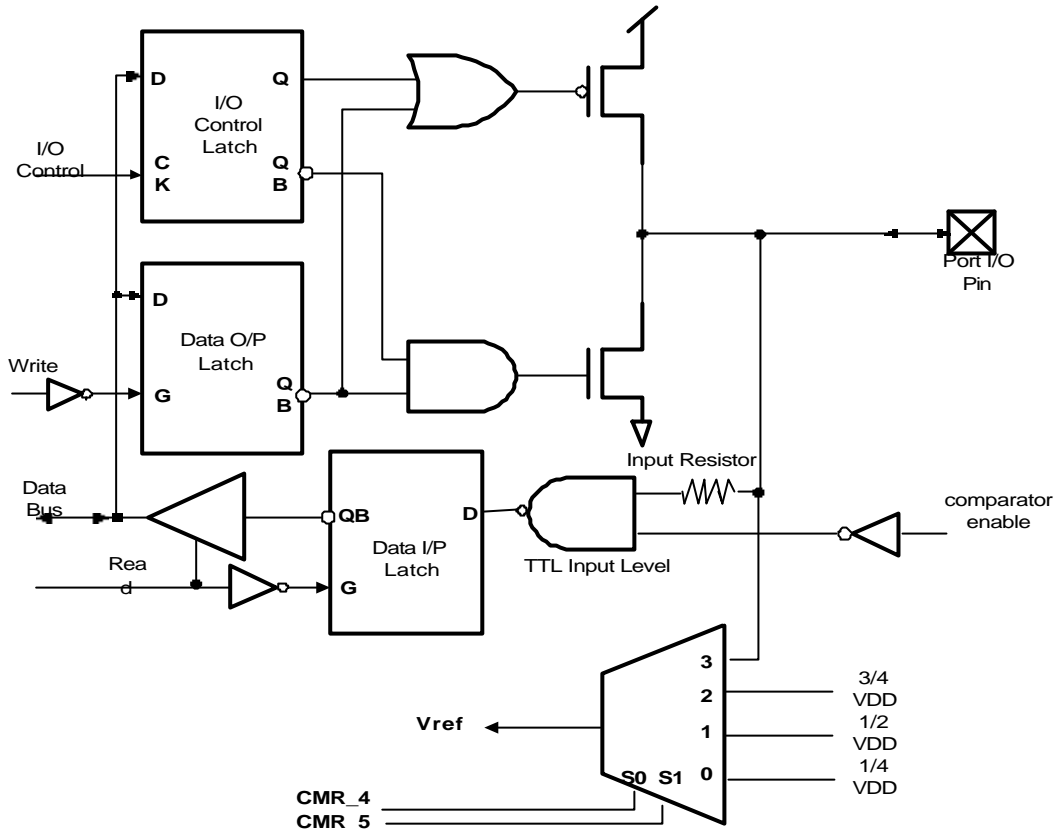 D
Q
I/O
Control
Latch
I/O
Control
C
K
Q
B
D
Data O/P
Latch
Write
G
Q
B
Port I/O
Pin
Input Resistor
Data
Bus
QB
D
Data I/P
Latch
TTL Input Level
comparator
enable
Rea
d
G
3
2
1
0
3/4
VDD
1/2
VDD
1/4
VDD
Vref
S0 S1
CMR_4
CMR_5